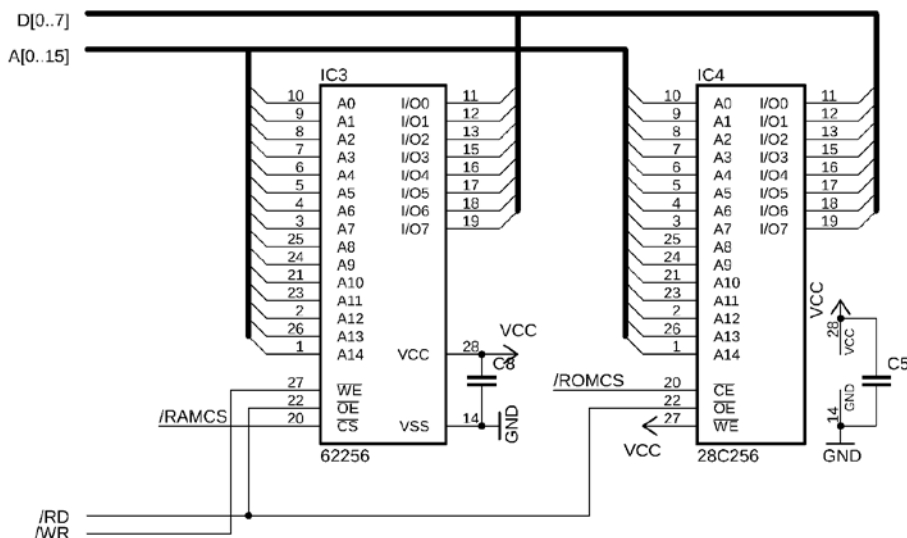 D[0..7]
A[0..15]
IC3 IC4
10 A0 I/O0 11 10 A0 I/O0 11
9 A1 I/O1 12 9 A1 I/O1 12
8 A2 I/O2 13 8 A2 I/O2 13
7 A3 I/O3 15 7 A3 I/O3 15
6 A4 I/O4 16 6 A4 I/O4 16
5 A5 I/O5 17 5 A5 I/O5 17
4 A6 I/O6 18 4 A6 I/O6 18
3 A7 I/O7 19 3 A7 I/O7 19
25 A8 25 A8
24 A9 24 A9
21 A10 21 A10
23 A11 23 A11 VCC
2 A12 2 A12
26 A13 VCC 26 A13 28 VCC
1 A14 VCC 28 1 A14
C8 C5
27 WE /ROMCS 20 CE
22 OE 22 OE 14 GND
/RAMCS 20 CS VSS 14 GND 27 WE
VCC GND
62256 28C256
/RD
/WR